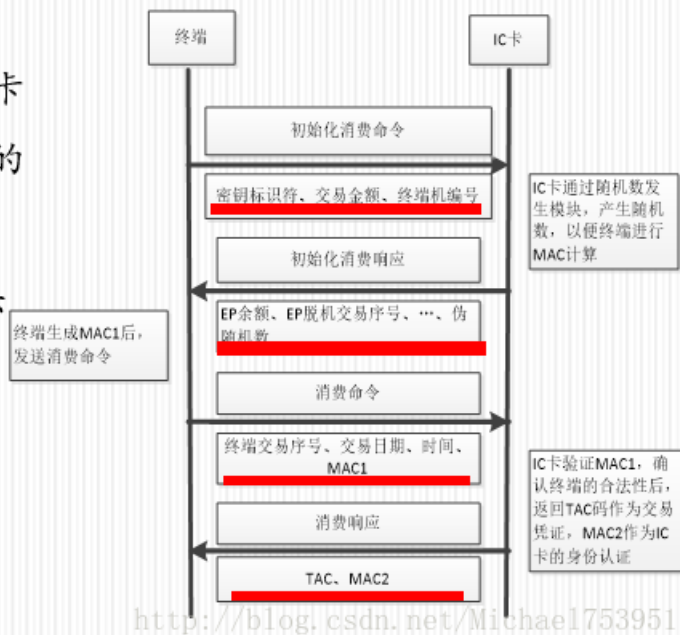 终端
IC卡
卡
的
初始化消费命令
密钥标识符、交易金额、终端机编号
IC卡通过随机数发
生模块，产生随机
数，以便终端进行
MAC计算
初始化消费响应
EP余额、EP脱机交易序号、…、伪
随机数
终端生成MAC1后，
发送消费命令
消费命令
终端交易序号、交易日期、时间、
MAC1
IC卡验证MAC1，确
认终端的合法性后，
返回TAC码作为交易
凭证，MAC2作为IC
卡的身份认证
消费响应
TAC、MAC2
http://blog.csdn.net/Michael753951